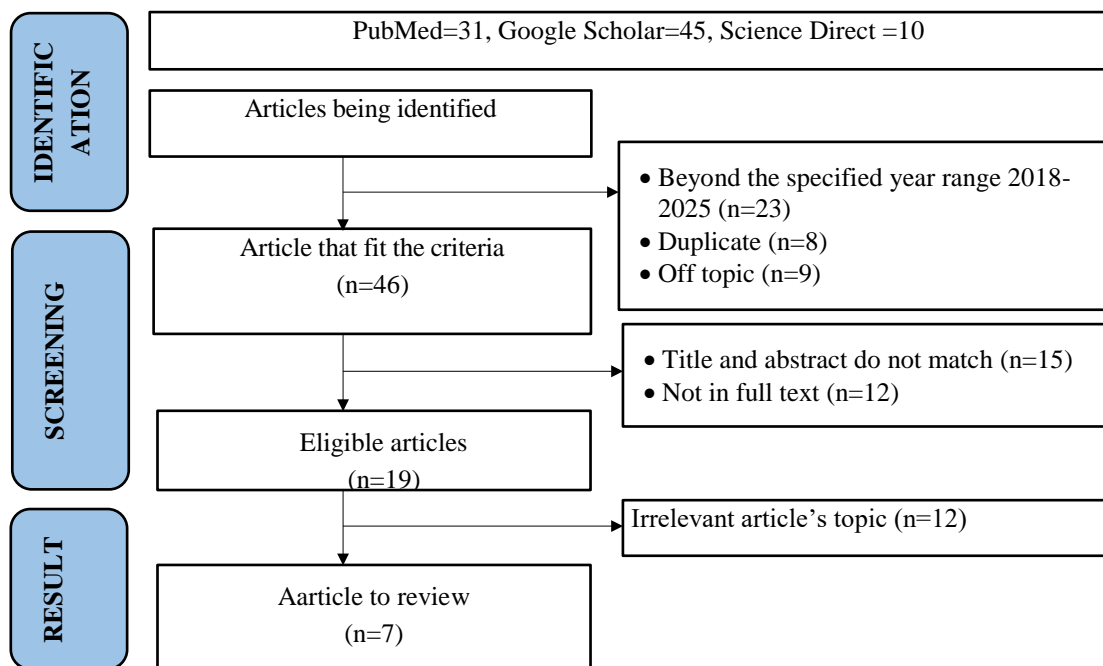 PubMed=31, Google Scholar=45, Science Direct =10
IDENTIFIC
ATION
Articles being identified
• Beyond the specified year range 2018-
2025 (n=23)
• Duplicate (n=8)
• Off topic (n=9)
SCREENING
Article that fit the criteria
(n=46)
• Title and abstract do not match (n=15)
• Not in full text (n=12)
Eligible articles
(n=19)
RESULT
Irrelevant article’s topic (n=12)
Aarticle to review
(n=7)